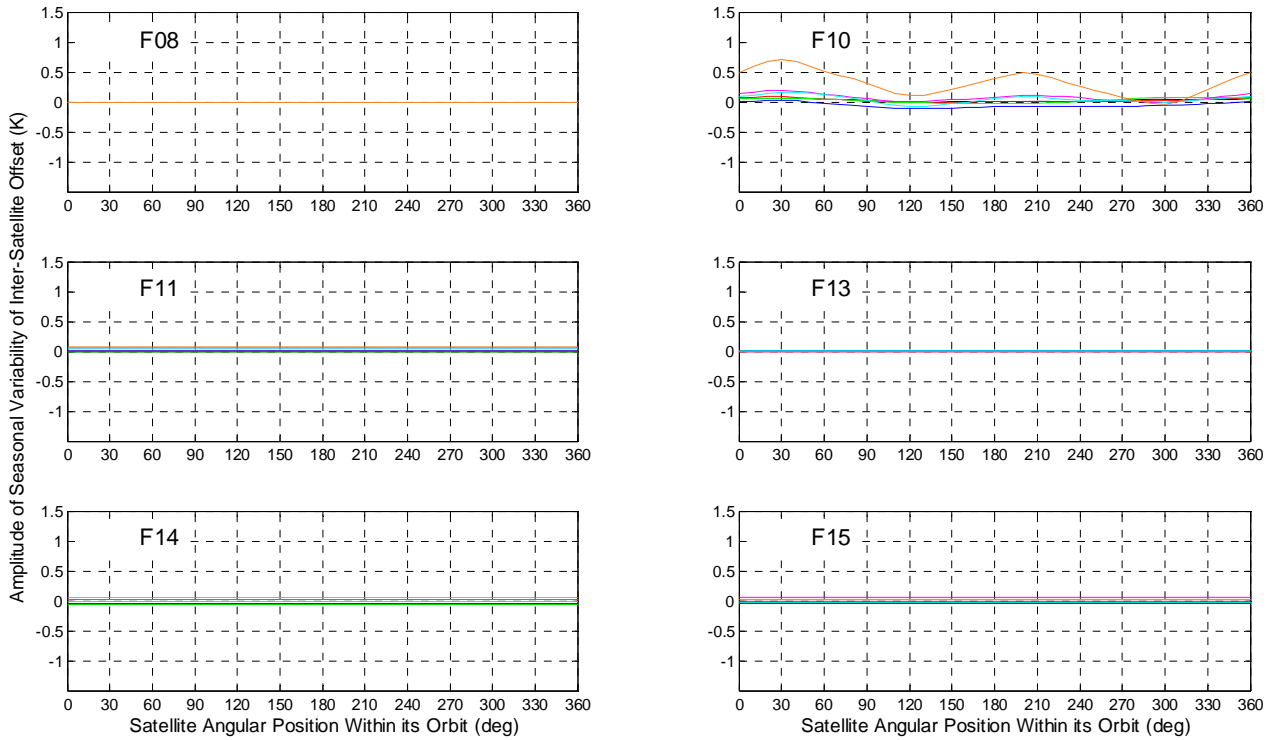 Amplitude of Seasonal Variability of Inter-Satellite Offset (K)
F08
1.5
1
0.5
0
-0.5
-1
0 30 60 90 120 150 180 210 240 270 300 330 360
F10
1.5
1
0.5
0
-0.5
-1
0 30 60 90 120 150 180 210 240 270 300 330 360
F11
1.5
1
0.5
0
-0.5
-1
0 30 60 90 120 150 180 210 240 270 300 330 360
F13
1.5
1
0.5
0
-0.5
-1
0 30 60 90 120 150 180 210 240 270 300 330 360
F14
1.5
1
0.5
0
-0.5
-1
0 30 60 90 120 150 180 210 240 270 300 330 360
Satellite Angular Position Within its Orbit (deg)
F15
1.5
1
0.5
0
-0.5
-1
0 30 60 90 120 150 180 210 240 270 300 330 360
Satellite Angular Position Within its Orbit (deg)